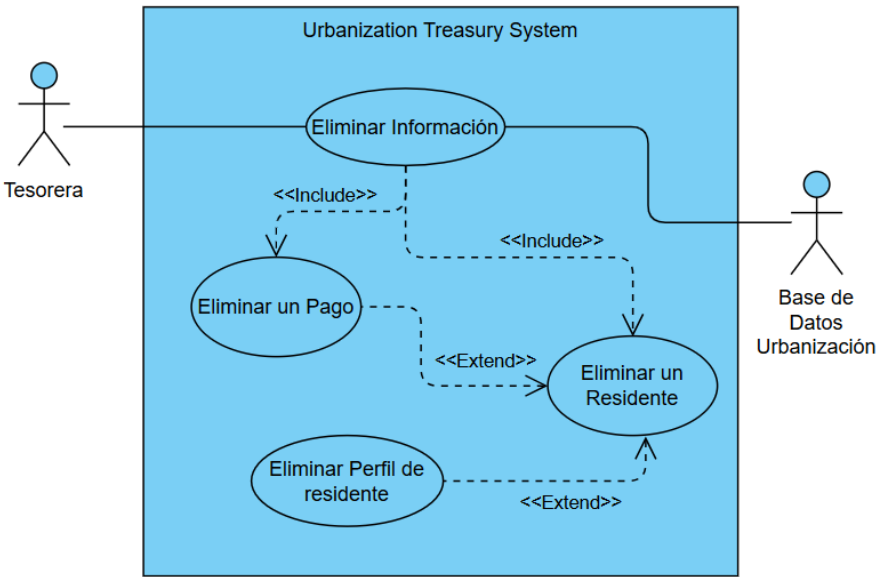 Urbanization Treasury System
Eliminar Información
Tesorera
<<Include>>
<<Include>>
Eliminar un Pago
Base de
Datos
Urbanización
<<Extend>>
Eliminar un
Residente
Eliminar Perfil de
residente
<<Extend>>